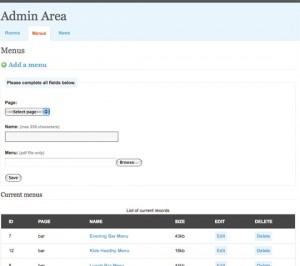 Admin Area
Rooms Menus News
Menus
Add a menu
Please complete all fields below.
Page:
Select page
Name: (max 255 characters)
Menu: (pdf file only)
Browse...
Save
Current menus
List of current records
ID PAGE NAME SIZE EDIT DELETE
7 bar Evening Bar Menu 43kb Edit Delete
12 bar Kids Healthy Menu 16kb Edit Delete
bar Lunch Bar Menu Edit Delete